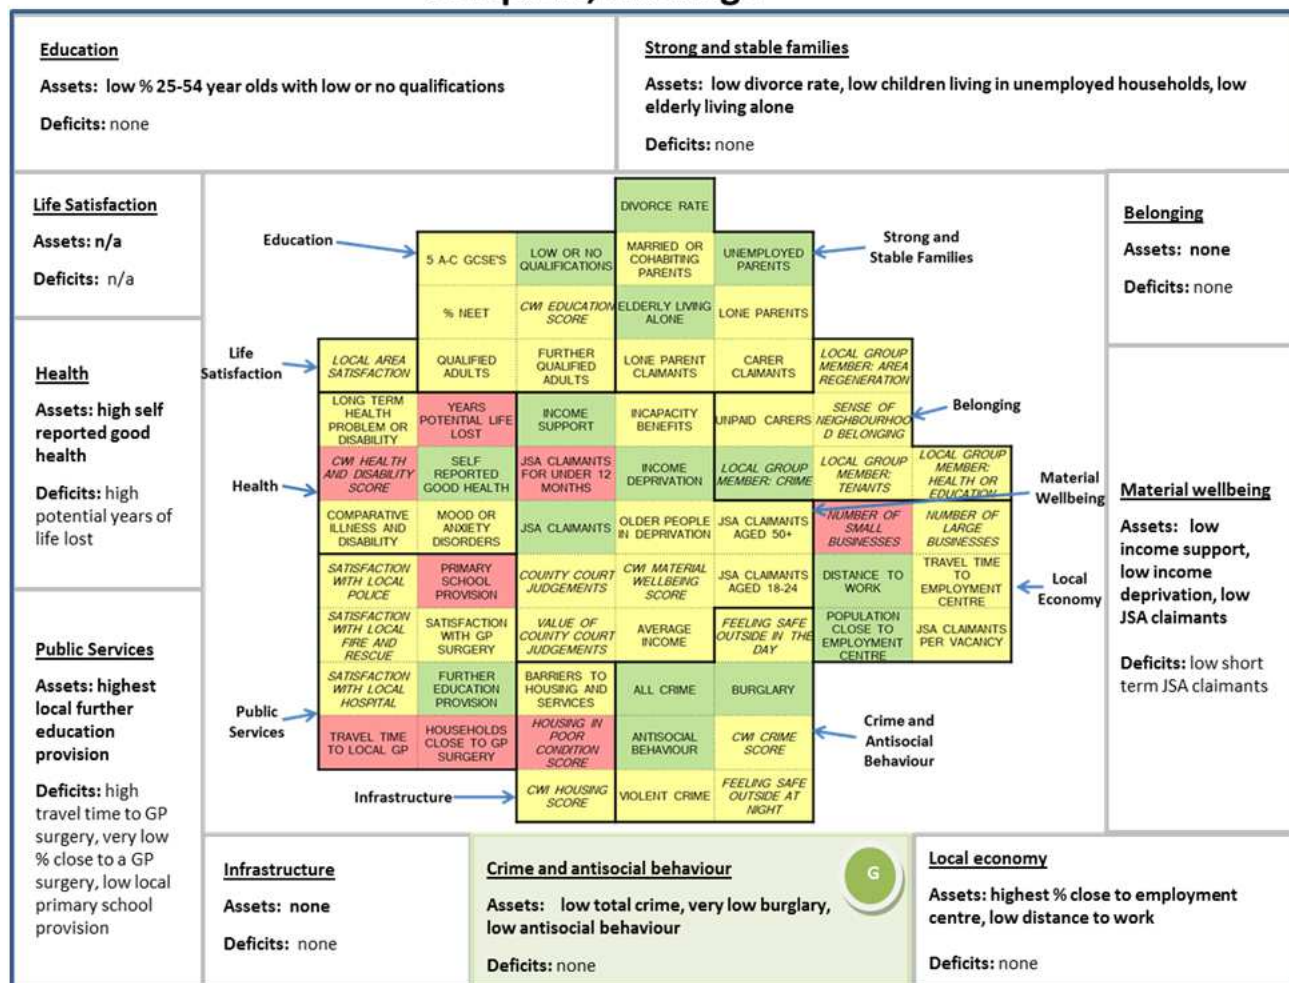 Education
Assets: low % 25-54 year olds with low or no qualifications
Deficits: none
Strong and stable families
Assets: low divorce rate, low children living in unemployed households, low
elderly living alone
Deficits: none
Life Satisfaction
Assets: n/a
Deficits: n/a
Health
Assets: high self
reported good
health
Deficits: high
potential years of
life lost
Public Services
Assets: highest
local further
education
provision
Deficits: high
travel time to GP
surgery, very low
% close to a GP
surgery, low local
primary school
provision
Education
Life
Satisfaction
Health
Public
Services
Infrastructure
DIVORCE RATE
5 A-C GCSE'S
LOW OR NO
QUALIFICATIONS
MARRIED OR
COHABITING
PARENTS
UNEMPLOYED
PARENTS
% NEET
CWI EDUCATION
SCORE
ELDERLY LIVING
ALONE
LONE PARENTS
LOCAL AREA
SATISFACTION
QUALIFIED
ADULTS
FURTHER
QUALIFIED
ADULTS
LONE PARENT
CLAIMANTS
CARER
CLAIMANTS
LOCAL GROUP
MEMBER: AREA
REGENERATION
LONG TERM
HEALTH
PROBLEM OR
DISABILITY
YEARS
POTENTIAL LIFE
LOST
INCOME
SUPPORT
INCAPACITY
BENEFITS
UNPAID CARERS
SENSE OF
NEIGHBOURHOO
D BELONGING
CWI HEALTH
AND DISABILITY
SCORE
SELF
REPORTED
GOOD HEALTH
JSA CLAIMANTS
FOR UNDER 12
MONTHS
INCOME
DEPRIVATION
LOCAL GROUP
MEMBER: CRIME
LOCAL GROUP
MEMBER:
TENANTS
LOCAL GROUP
MEMBER:
HEALTH OR
EDUCATION
COMPARATIVE
ILLNESS AND
DISABILITY
MOOD OR
ANXIETY
DISORDERS
JSA CLAIMANTS
OLDER PEOPLE
IN DEPRIVATION
JSA CLAIMANTS
AGED 50+
NUMBER OF
SMALL
BUSINESSES
NUMBER OF
LARGE
BUSINESSES
SATISFACTION
WITH LOCAL
POLICE
PRIMARY
SCHOOL
PROVISION
COUNTY COURT
JUDGEMENTS
CWI MATERIAL
WELLBEING
SCORE
JSA CLAIMANTS
AGED 18-24
DISTANCE TO
WORK
TRAVEL TIME
TO
EMPLOYMENT
CENTRE
SATISFACTION
WITH LOCAL
FIRE AND
RESCUE
SATISFACTION
WITH GP
SURGERY
VALUE OF
COUNTY COURT
JUDGEMENTS
AVERAGE
INCOME
FEELING SAFE
OUTSIDE IN THE
DAY
POPULATION
CLOSE TO
EMPLOYMENT
CENTRE
JSA CLAIMANTS
PER VACANCY
SATISFACTION
WITH LOCAL
HOSPITAL
FURTHER
EDUCATION
PROVISION
BARRIERS TO
HOUSING AND
SERVICES
ALL CRIME
BURGLARY
TRAVEL TIME
TO LOCAL GP
HOUSEHOLDS
CLOSE TO GP
SURGERY
HOUSING IN
POOR
CONDITION
SCORE
ANTISOCIAL
BEHAVIOUR
CWI CRIME
SCORE
CWI HOUSING
SCORE
VIOLENT CRIME
FEELING SAFE
OUTSIDE AT
NIGHT
Strong and
Stable Families
Belonging
Material
Wellbeing
Local
Economy
Crime and
Antisocial
Behaviour
Belonging
Assets: none
Deficits: none
Material wellbeing
Assets: low
income support,
low income
deprivation, low
JSA claimants
Deficits: low short
term JSA claimants
Infrastructure
Assets: none
Deficits: none
Crime and antisocial behaviour
G
Assets: low total crime, very low burglary,
low antisocial behaviour
Deficits: none
Local economy
Assets: highest % close to employment
centre, low distance to work
Deficits: none